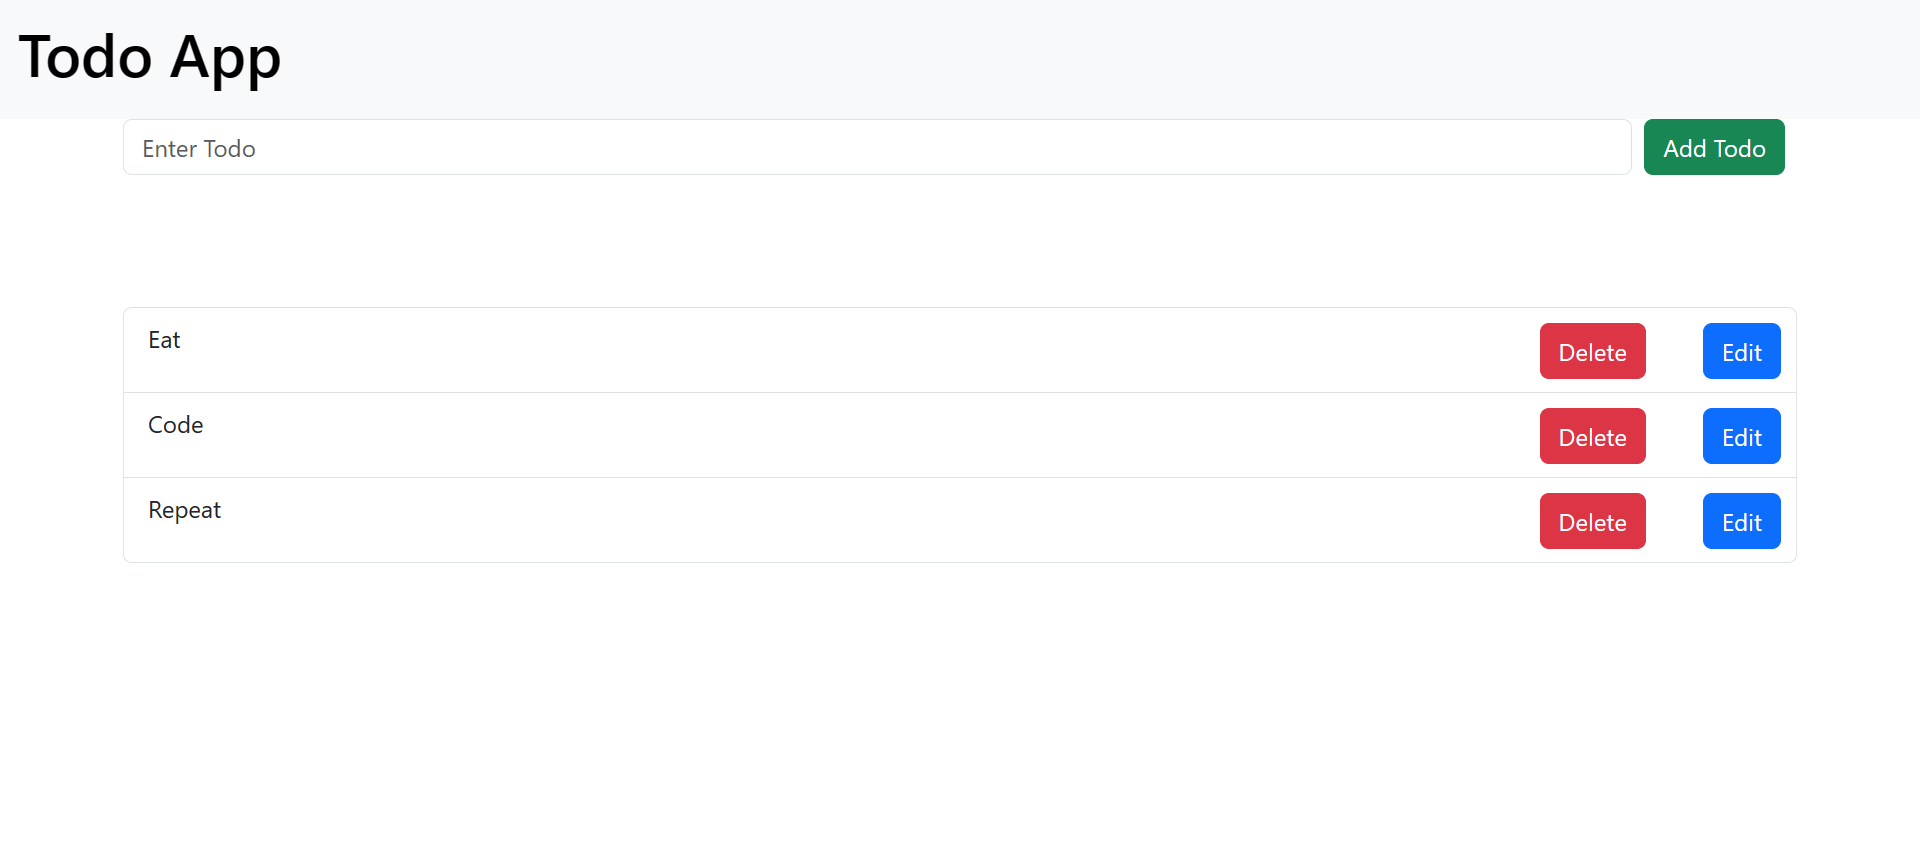 Todo App
Enter Todo Add Todo
Eat Delete Edit
Code Delete Edit
Repeat Delete Edit